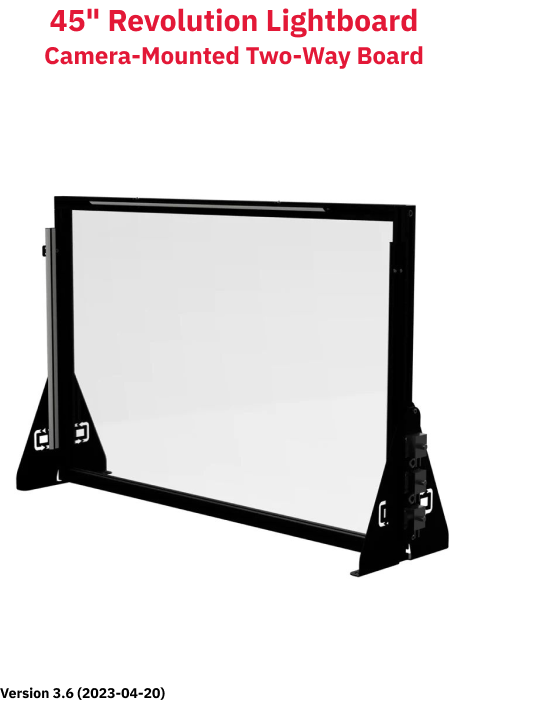 45" Revolution Lightboard
Camera-Mounted Two-Way Board
Version 3.6 (2023-04-20)